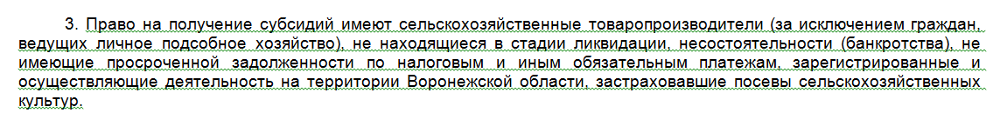 3. Право на получение субсидий имеют сельскохозяйственные товаропроизводители (за исключением граждан,
ведущих личное подсобное хозяйство), не находящиеся в стадии ликвидации, несостоятельности (банкротства), не
имеющие просроченной задолженности по налоговым и иным обязательным платежам, зарегистрированные и
осуществляющие деятельность на территории Воронежской области, застраховавшие посевы сельскохозяйственных
культур.